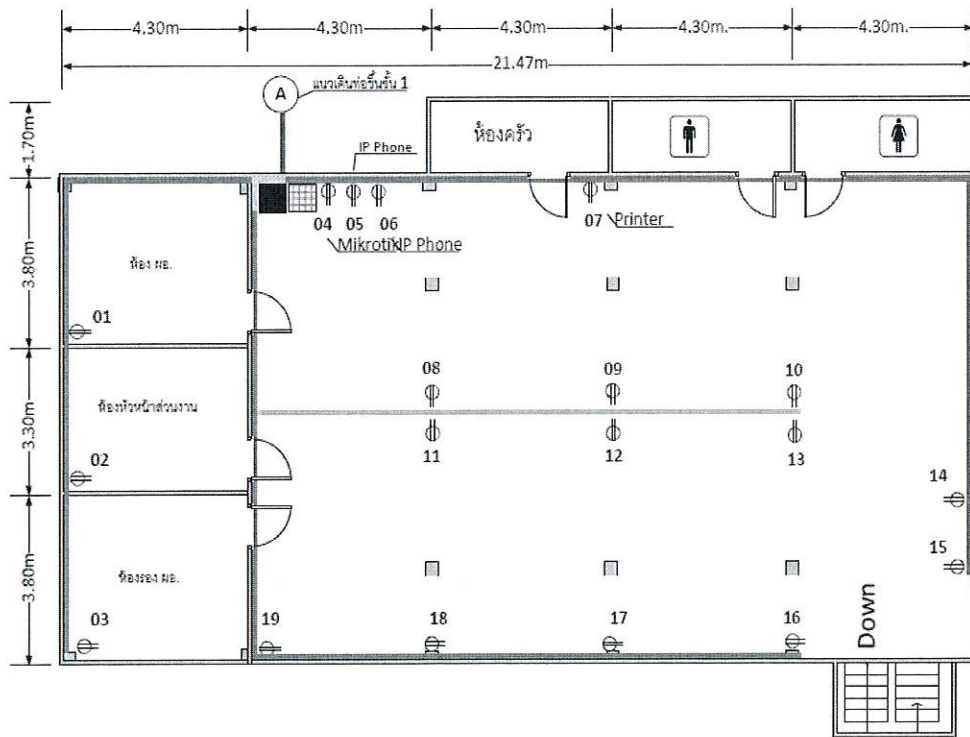 4.30m 4.30m 4.30m 4.30m. 4.30m.
21.47m
A
แนวเดินท่อขึ้นชั้น 1
1.70m
ห้องครัว
IP Phone
04 05 06
07 Printer
Mikrotik IP Phone
3.80m
ห้อง ผอ.
01
08 09 10
ห้องหัวหน้าส่วนงาน
3.30m
11 12 13
02
14
15
3.80m
ห้องรอง ผอ.
03
19 18 17 16
Down